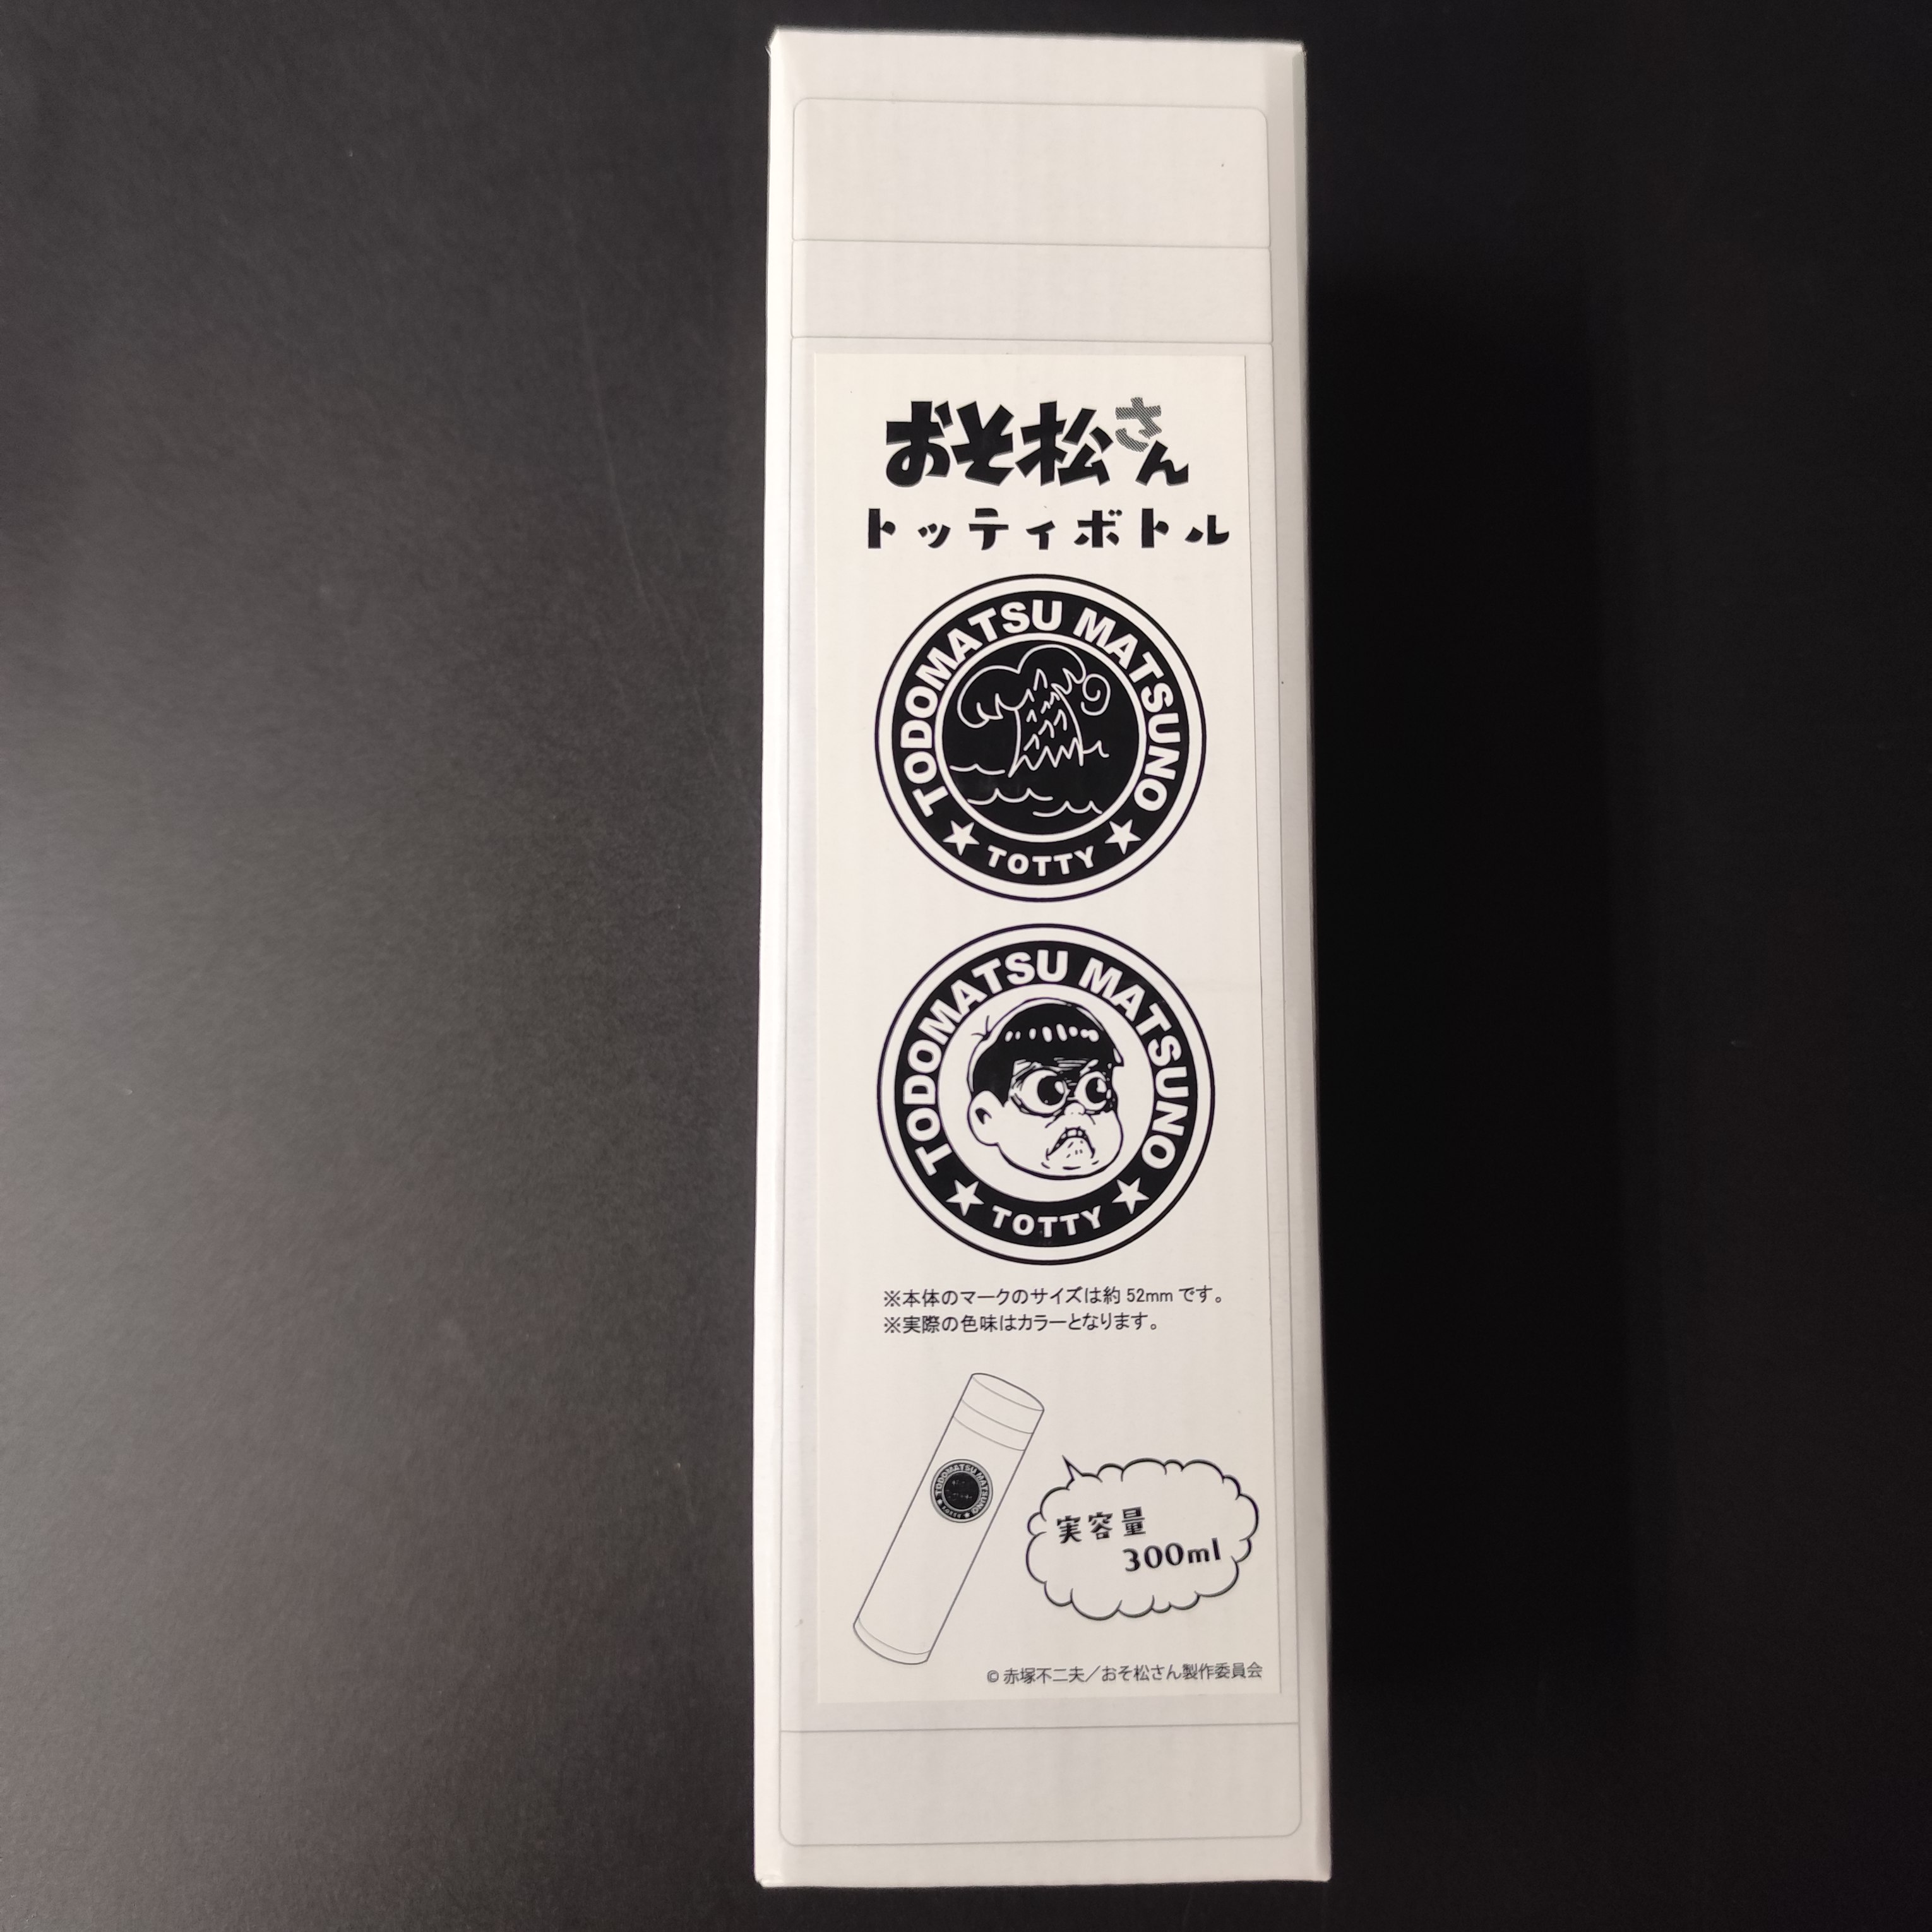 おそ松さん
トッティボトル
TODOMATSU MATSUNO
★ TOTTY ★
TODOMATSU MATSUNO
★ TOTTY ★
※本体のマークのサイズは約 52mm です。
※実際の色味はカラーとなります。
TODOMATSU MATSUNO
★ TOTTY ★
実容量
300ml
© 赤塚不二夫／おそ松さん製作委員会